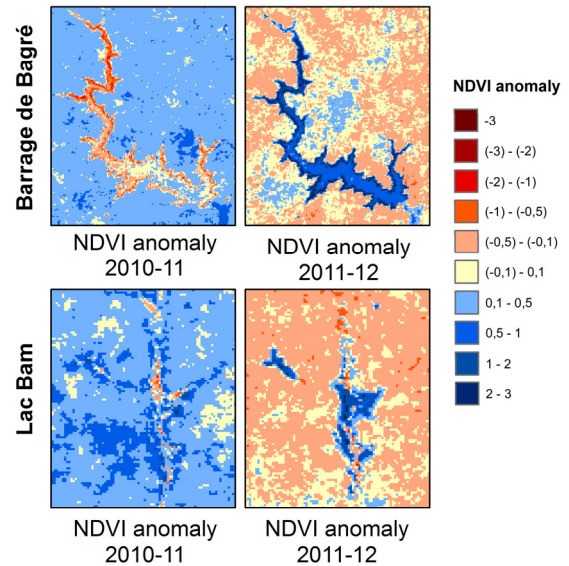 Barrage de Bagré
NDVI anomaly
2010-11
NDVI anomaly
2011-12
Lac Bam
NDVI anomaly
2010-11
NDVI anomaly
2011-12
NDVI anomaly
-3
(-3) - (-2)
(-2) - (-1)
(-1) - (-0,5)
(-0,5) - (-0,1)
(-0,1) - 0,1
0,1 - 0,5
0,5 - 1
1 - 2
2 - 3